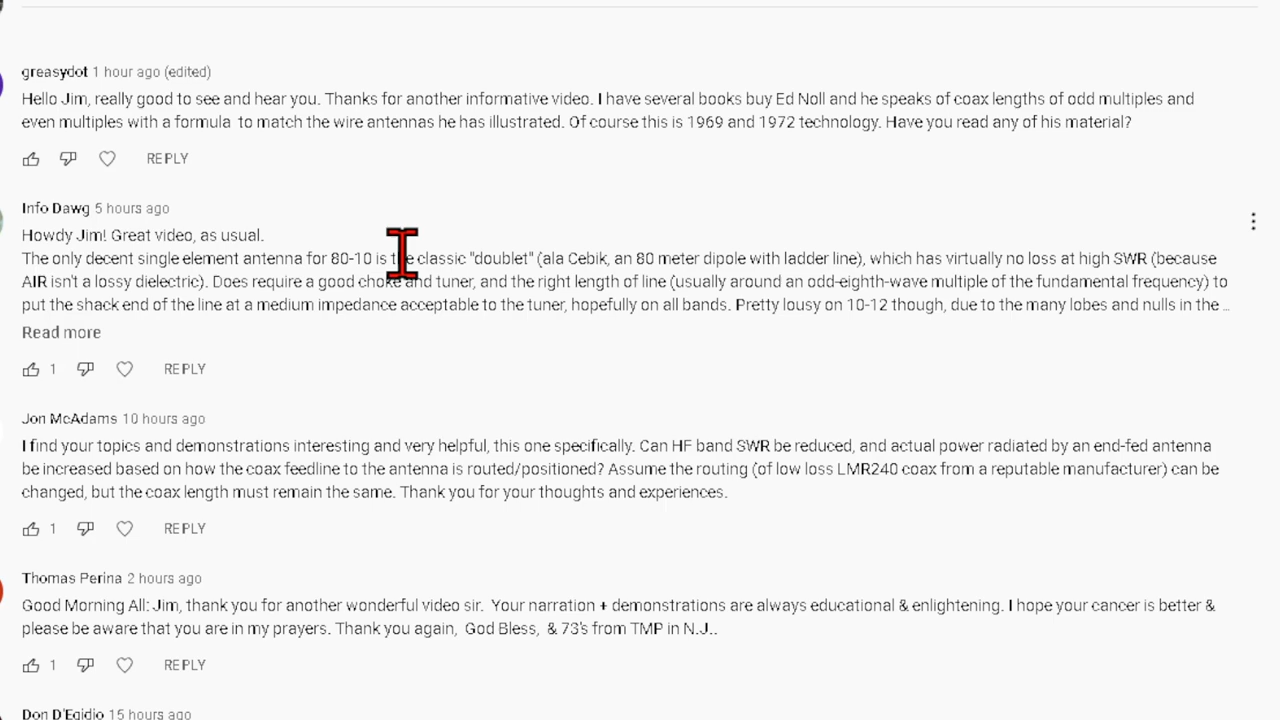 greasydot 1 hour ago (edited)
Hello Jim, really good to see and hear you. Thanks for another informative video. I have several books buy Ed Noll and he speaks of coax lengths of odd multiples and
even multiples with a formula to match the wire antennas he has illustrated. Of course this is 1969 and 1972 technology. Have you read any of his material?
REPLY
Info Dawg 5 hours ago
Howdy Jim! Great video, as usual.
The only decent single element antenna for 80-10 is classic "doublet" (ala Cebik, an 80 meter dipole with ladder line), which has virtually no loss at high SWR (because
AIR isn't a lossy dielectric). Does require a good choke and tuner, and the right length of line (usually around an odd-eighth-wave multiple of the fundamental frequency) to
put the shack end of the line at a medium impedance acceptable to the tuner, hopefully on all bands. Pretty lousy on 10-12 though, due to the many lobes and nulls in the ...
Read more
1 REPLY
Jon McAdams 10 hours ago
I find your topics and demonstrations interesting and very helpful, this one specifically. Can HF band SWR be reduced, and actual power radiated by an end-fed antenna
be increased based on how the coax feedline to the antenna is routed/positioned? Assume the routing (of low loss LMR240 coax from a reputable manufacturer) can be
changed, but the coax length must remain the same. Thank you for your thoughts and experiences.
1 REPLY
Thomas Perina 2 hours ago
Good Morning All: Jim, thank you for another wonderful video sir. Your narration + demonstrations are always educational & enlightening. I hope your cancer is better &
please be aware that you are in my prayers. Thank you again, God Bless, & 73's from TMP in N.J..
1 REPLY
Don D'Egidio 15 hours ago